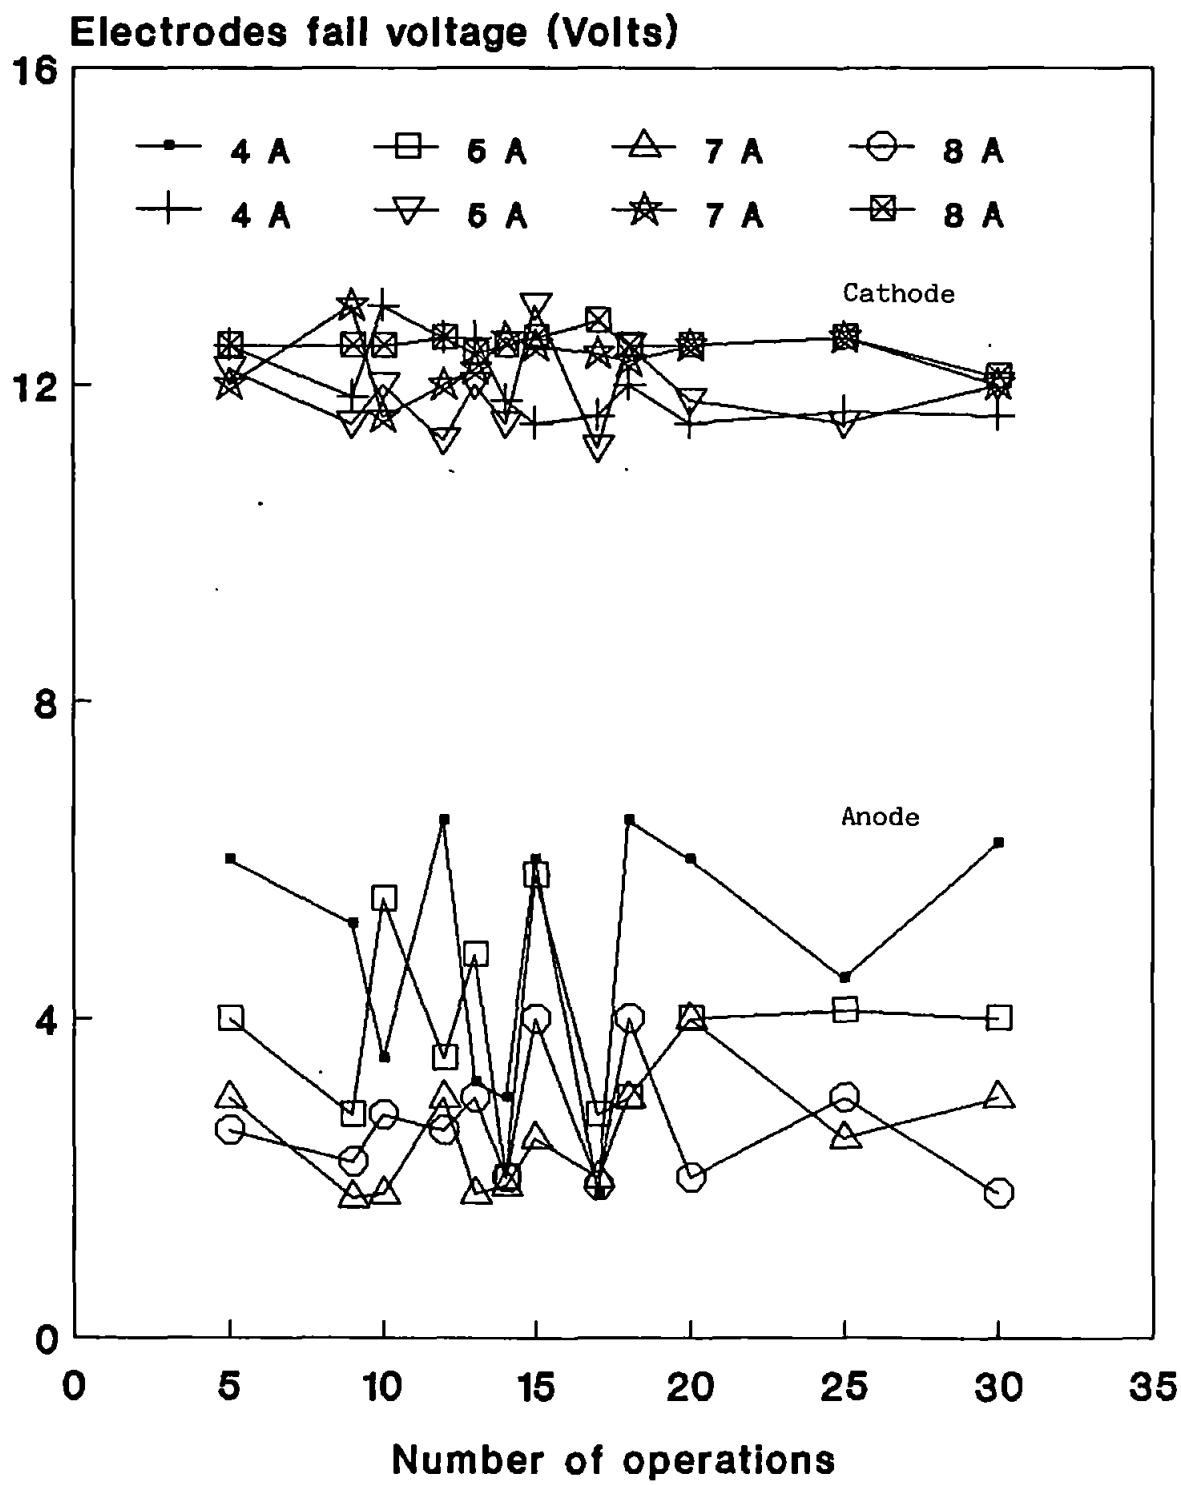 Electrodes fall voltage (Volts)
16
4 A 5 A 7 A 8 A
4 A 5 A 7 A 8 A
Cathode
12
8
Anode
4
0
0 5 10 15 20 25 30 35
Number of operations